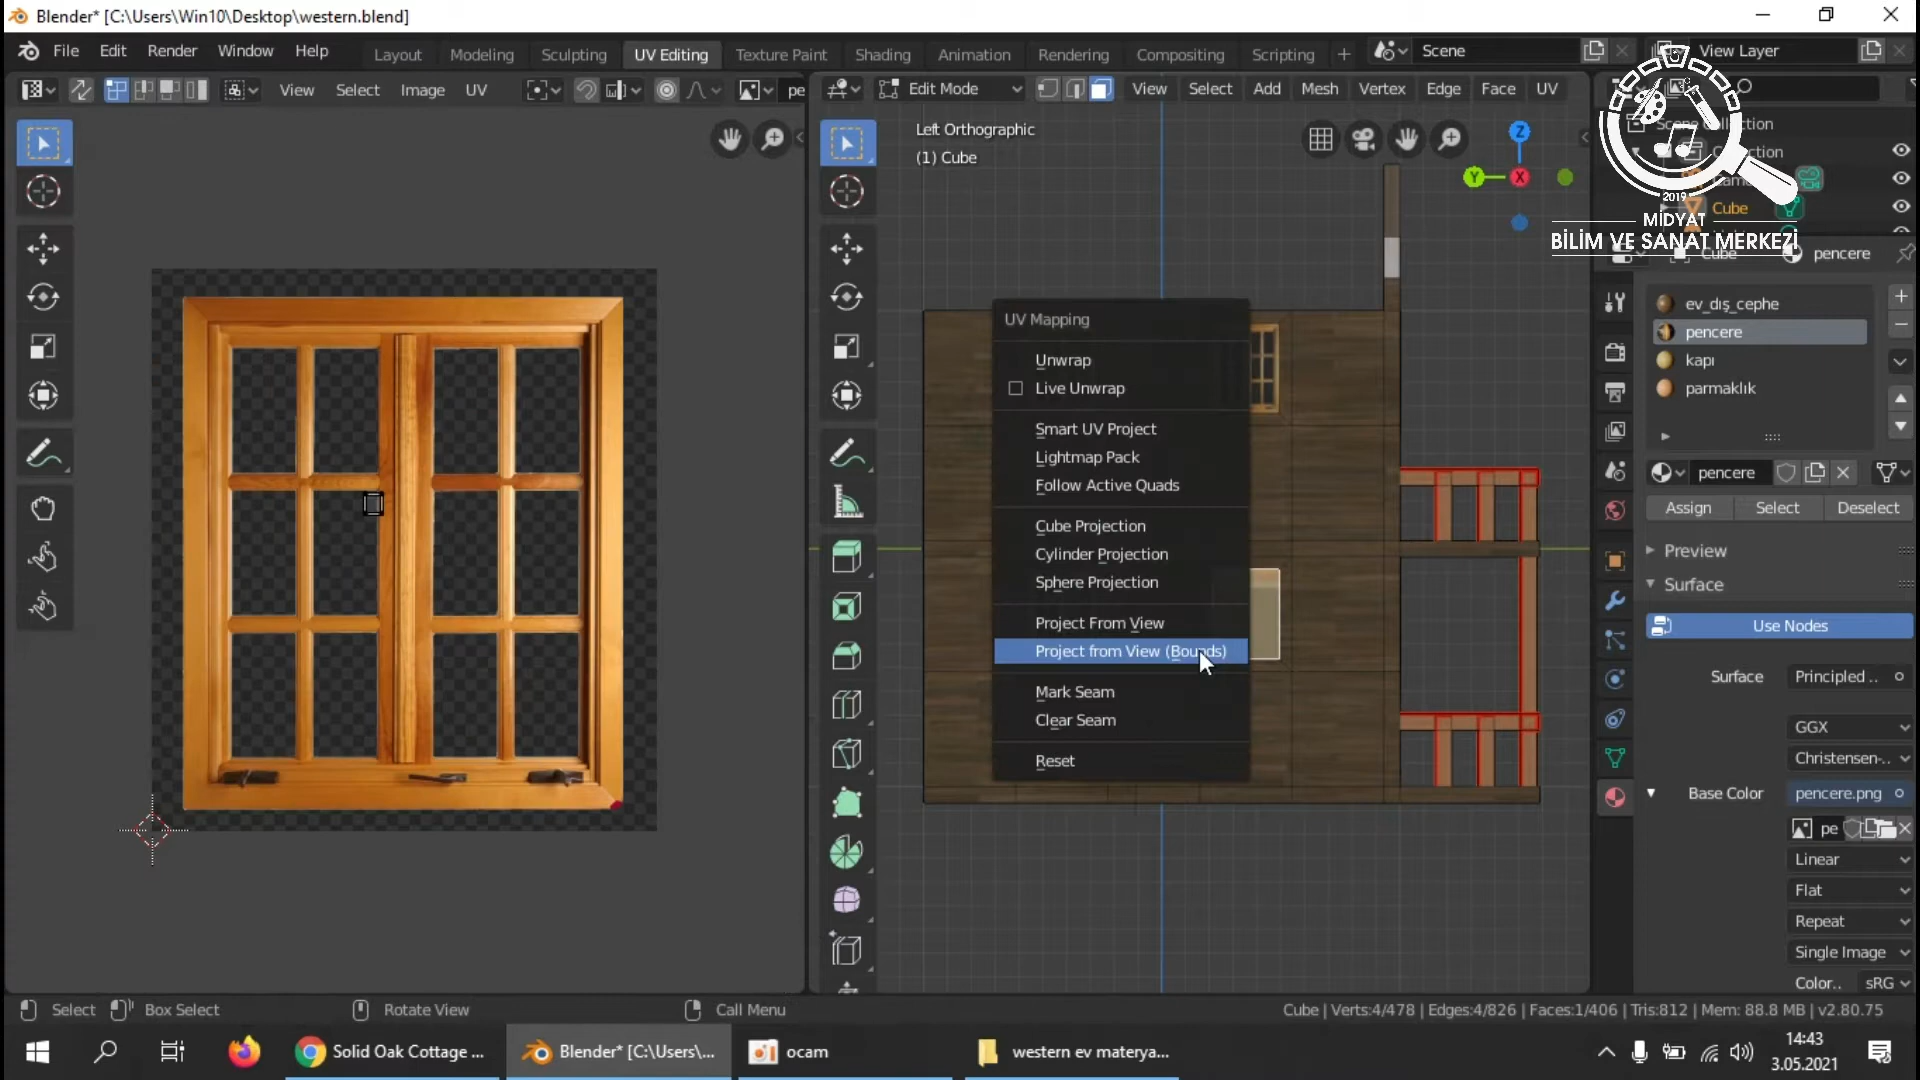 Blender* [C:\Users\Win10\Desktop\western.blend]
File Edit Render Window Help Layout Modeling Sculpting UV Editing Texture Paint Shading Animation Rendering Compositing Scripting + Scene View Layer
View Select Image UV pe Edit Mode View Select Add Mesh Vertex Edge Face UV
Left Orthographic
(1) Cube
Z
Y X
Scene Collection
Collection
Cube
2019
MİDYAT
BİLİM VE SANAT MERKEZİ
Cube pencere
ev_dış_cephe
pencere
kapı
parmaklık
pencere
Assign Select Deselect
Preview
Surface
Use Nodes
Surface Principled ..
GGX
Christensen-..
Base Color pencere.png
pe
Linear
Flat
Repeat
Single Image
Color.. sRG
UV Mapping
Unwrap
Live Unwrap
Smart UV Project
Lightmap Pack
Follow Active Quads
Cube Projection
Cylinder Projection
Sphere Projection
Project From View
Project from View (Bounds)
Mark Seam
Clear Seam
Reset
Select Box Select Rotate View Call Menu Cube | Verts:4/478 | Edges:4/826 | Faces:1/406 | Tris:812 | Mem: 88.8 MB | v2.80.75
Solid Oak Cottage ... Blender* [C:\Users\... ocam western ev materya... 14:43
3.05.2021